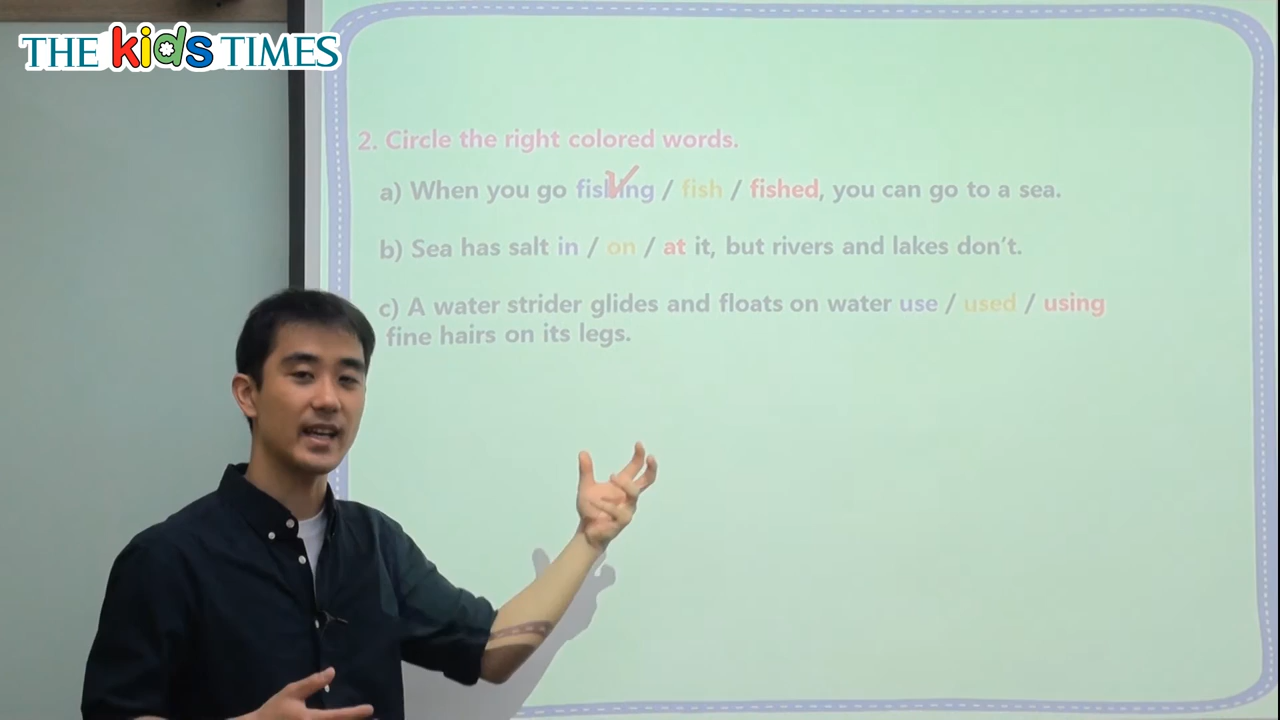 THE kids TIMES
2. Circle the right colored words.
a) When you go fishing / fish / fished, you can go to a sea.
b) Sea has salt in / on / at it, but rivers and lakes don't.
c) A water strider glides and floats on water use / used / using
fine hairs on its legs.